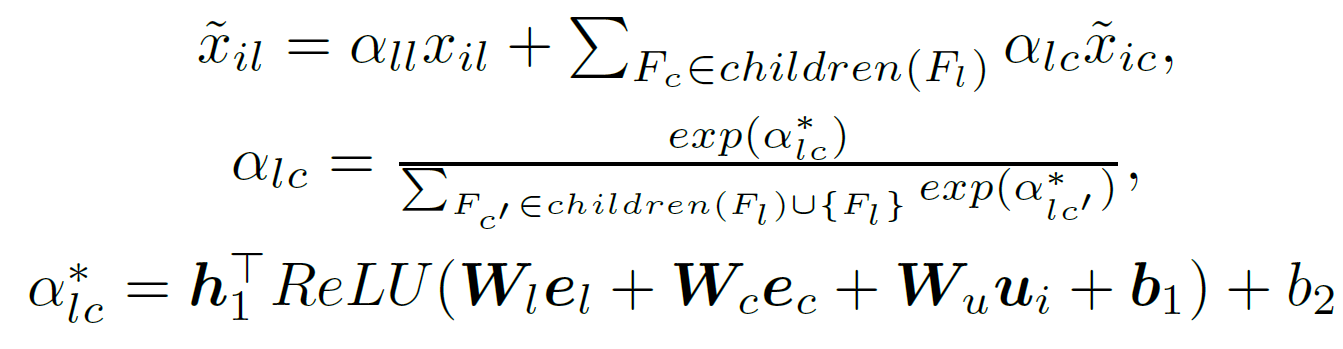 x̃_{il} = α_{ll}x_{il} + ∑_{F_c∈children(F_l)} α_{lc}x̃_{ic},
α_{lc} = \frac{exp(α^*_{lc})}{∑_{F_{c′}∈children(F_l)∪{F_l}} exp(α^*_{lc′})},
α^*_{lc} = h_1^⊤ReLU(W_l e_l + W_c e_c + W_u u_i + b_1) + b_2